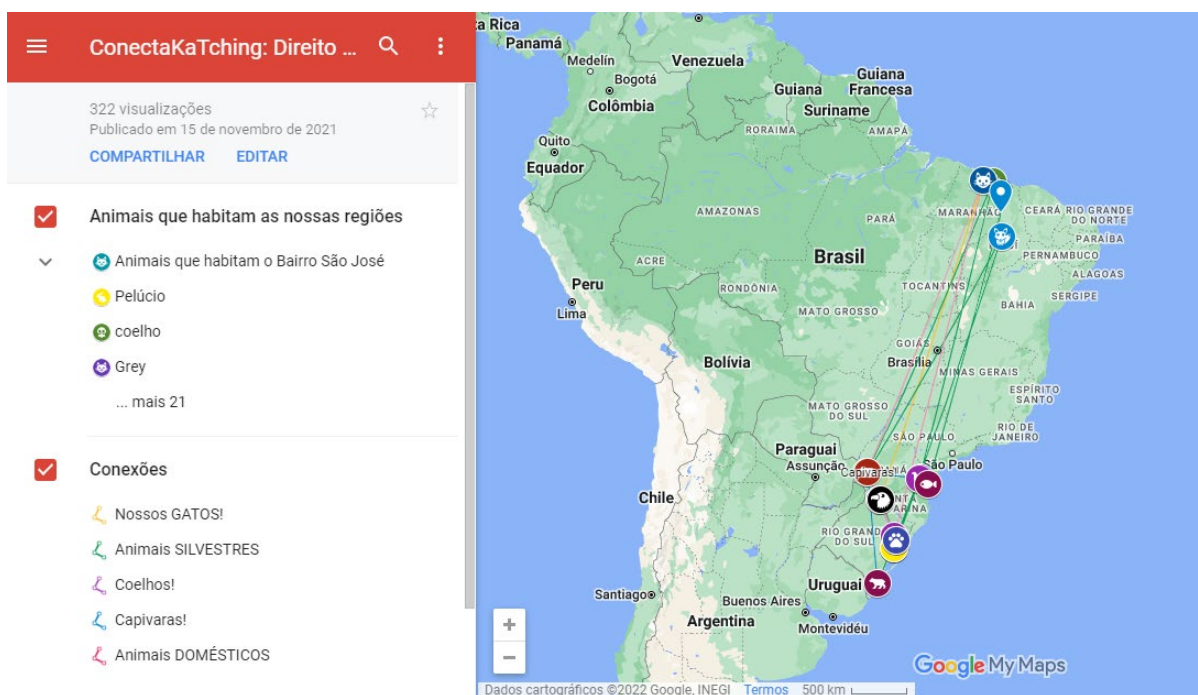 ConectaKaTching: Direito ...
322 visualizações
Publicado em 15 de novembro de 2021
COMPARTILHAR EDITAR
Animais que habitam as nossas regiões
Animais que habitam o Bairro São José
Pelúcio
coelho
Grey
... mais 21
Conexões
Nossos GATOS!
Animais SILVESTRES
Coelhos!
Capivaras!
Animais DOMÉSTICOS
ta Rica
Panamá
Medelín
Venezuela
Bogotá
Colômbia
Guiana
Guiana
Francesa
Suriname
RORAIMA
AMAPÁ
Quito
Equador
AMAZONAS
PARÁ
MARANHÃO
CEARÁ
RIO GRANDE
DO NORTE
PARAÍBA
PERNAMBUCO
ALAGOAS
SERGIPE
ACRE
Brasil
Peru
Lima
RONDÔNIA
TOCANTINS
BAHIA
MATO GROSSO
GOIÁS
Brasília
Bolívia
MINAS GERAIS
ESPÍRITO
SANTO
MATO GROSSO
DO SUL
RIO DE
JANEIRO
SÃO PAULO
Paraguai
Assunção
Capivaras!
São Paulo
Chile
RIO GRANDE
DO SUL
Uruguai
Santiago
Buenos Aires
Argentina
Montevidéu
+
−
Google My Maps
Dados cartográficos ©2022 Google, INEGI Termos 500 km